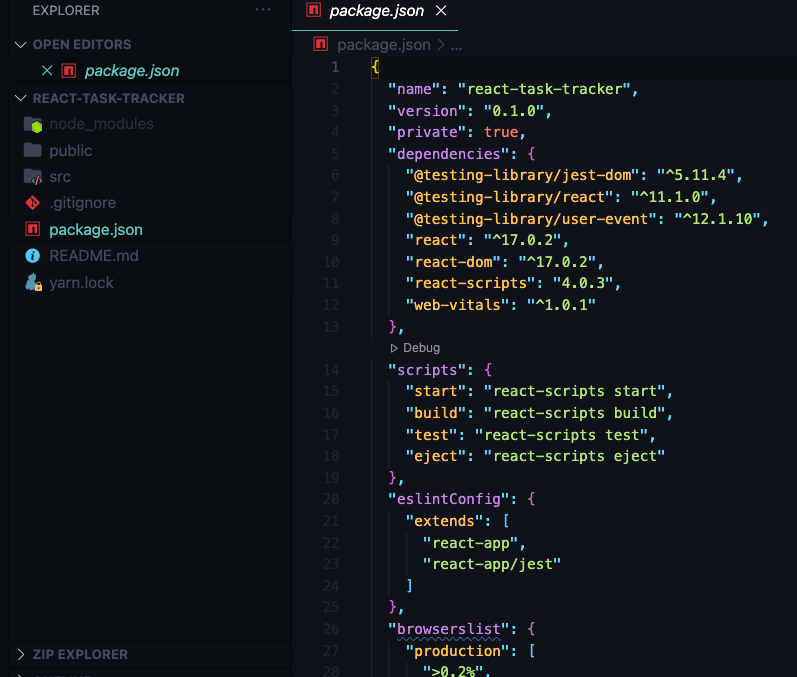 EXPLORER
···
OPEN EDITORS
package.json
REACT-TASK-TRACKER
node_modules
public
src
.gitignore
package.json
README.md
yarn.lock
ZIP EXPLORER
package.json
package.json > ...
1 {
2 "name": "react-task-tracker",
3 "version": "0.1.0",
4 "private": true,
5 "dependencies": {
6 "@testing-library/jest-dom": "^5.11.4",
7 "@testing-library/react": "^11.1.0",
8 "@testing-library/user-event": "^12.1.10",
9 "react": "^17.0.2",
10 "react-dom": "^17.0.2",
11 "react-scripts": "4.0.3",
12 "web-vitals": "^1.0.1"
13 },
Debug
14 "scripts": {
15 "start": "react-scripts start",
16 "build": "react-scripts build",
17 "test": "react-scripts test",
18 "eject": "react-scripts eject"
19 },
20 "eslintConfig": {
21 "extends": [
22 "react-app",
23 "react-app/jest"
24 ]
25 },
26 "browserslist": {
27 "production": [
28 ">0.2%",